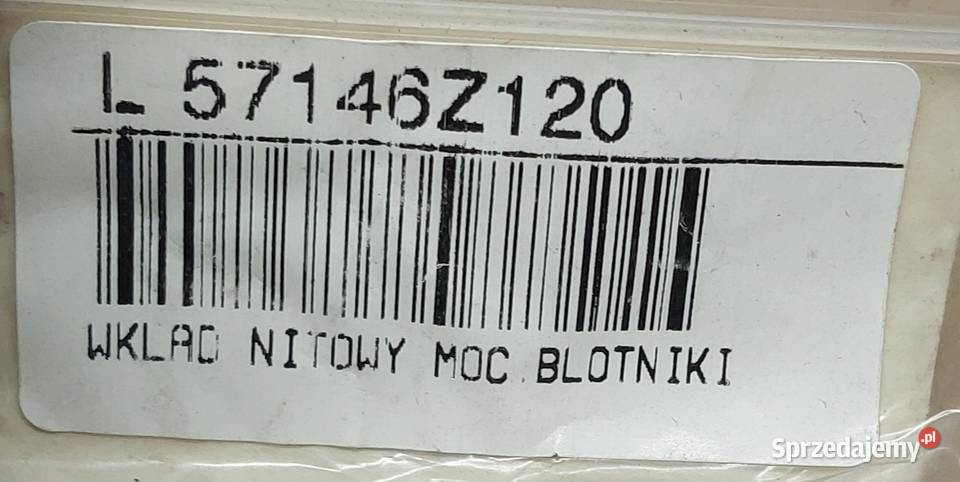 L 57146Z120
WKLAD NITOWY MOC.BLOTNIKI
Sprzedajemy.pl